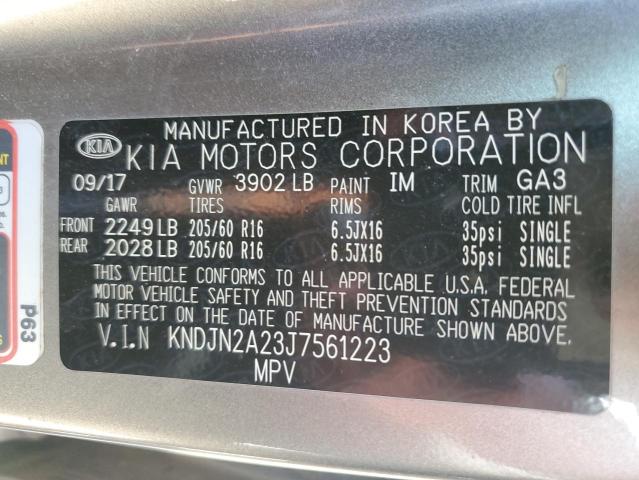 MANUFACTURED IN KOREA BY
KIA KIA MOTORS CORPORATION
09/17 GVWR 3902 LB PAINT IM TRIM GA3
GAWR TIRES RIMS COLD TIRE INFL
FRONT 2249 LB 205/60 R16 6.5JX16 35psi SINGLE
REAR 2028 LB 205/60 R16 6.5JX16 35psi SINGLE
THIS VEHICLE CONFORMS TO ALL APPLICABLE U.S.A. FEDERAL
MOTOR VEHICLE SAFETY AND THEFT PREVENTION STANDARDS
IN EFFECT ON THE DATE OF MANUFACTURE SHOWN ABOVE.
V.I.N KNDJN2A23J7561223
MPV
P63